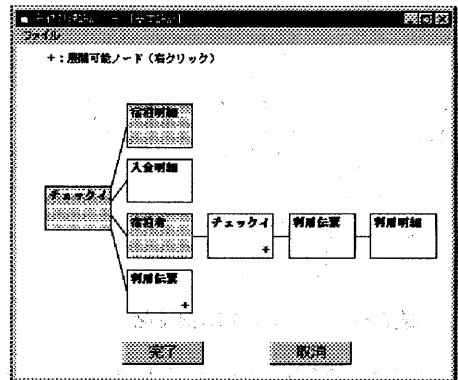 ファイル
+：展開可能ノード（右クリック）
宿泊明細
入金明細
チェックイ
宿泊者
チェックイ
+
利用伝票
利用明細
利用伝票
+
完了
取消